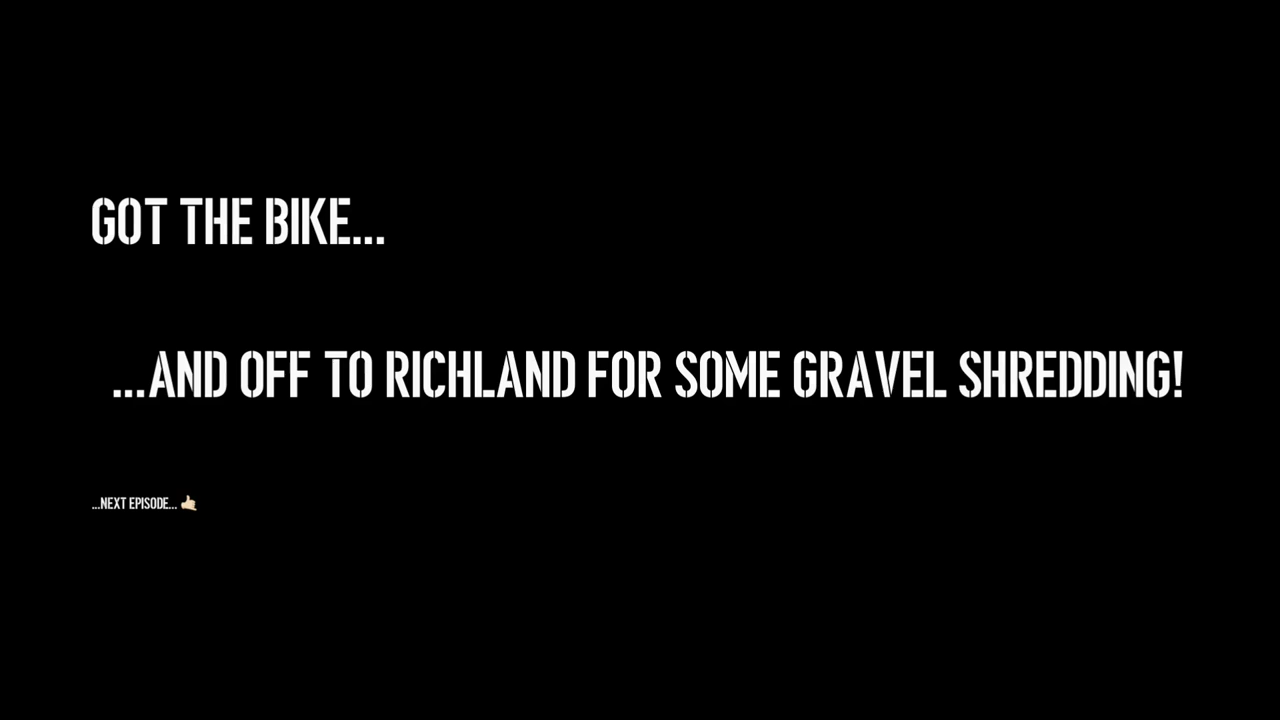 GOT THE BIKE...
...AND OFF TO RICHLAND FOR SOME GRAVEL SHREDDING!
...NEXT EPISODE... 🤙🏻